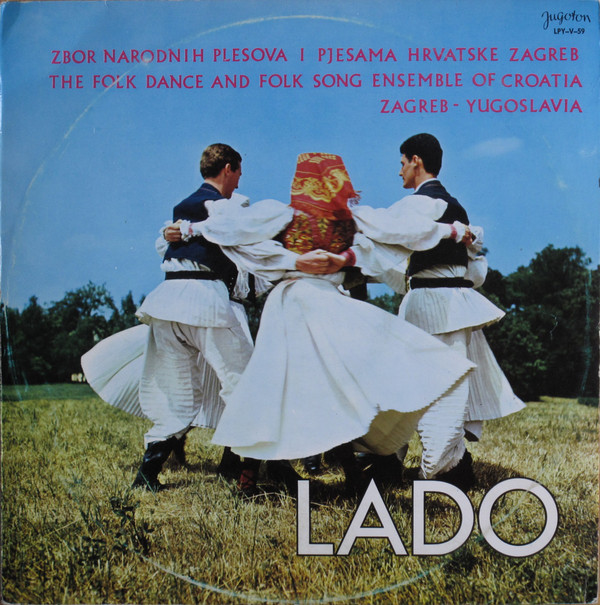 Jugoton
LPY-V-59
ZBOR NARODNIH PLESOVA I PJESAMA HRVATSKE ZAGREB
THE FOLK DANCE AND FOLK SONG ENSEMBLE OF CROATIA
ZAGREB - YUGOSLAVIA
LADO